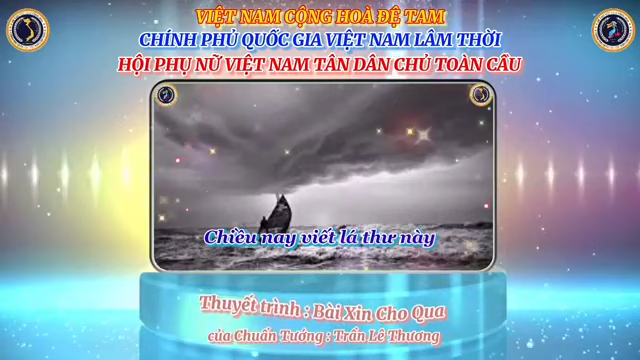 VIỆT NAM CỘNG HOÀ ĐỆ TAM
CHÍNH PHỦ QUỐC GIA VIỆT NAM LÂM THỜI
HỘI PHỤ NỮ VIỆT NAM TÂN DÂN CHỦ TOÀN CẦU
Chiều nay viết lá thư này
Thuyết trình : Bài Xin Cho Qua
của Chuẩn Tướng : Trần Lê Thương